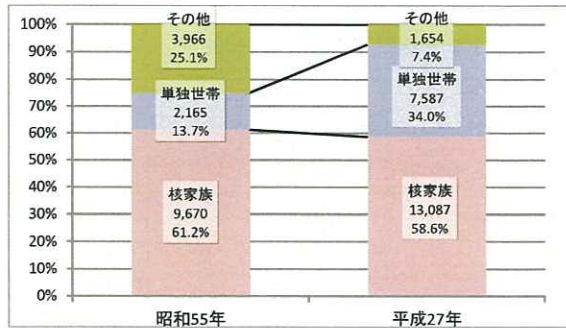 100%
90%
80%
70%
60%
50%
40%
30%
20%
10%
0%
その他
3,966
25.1%
単独世帯
2,165
13.7%
核家族
9,670
61.2%
その他
1,654
7.4%
単独世帯
7,587
34.0%
核家族
13,087
58.6%
昭和55年
平成27年